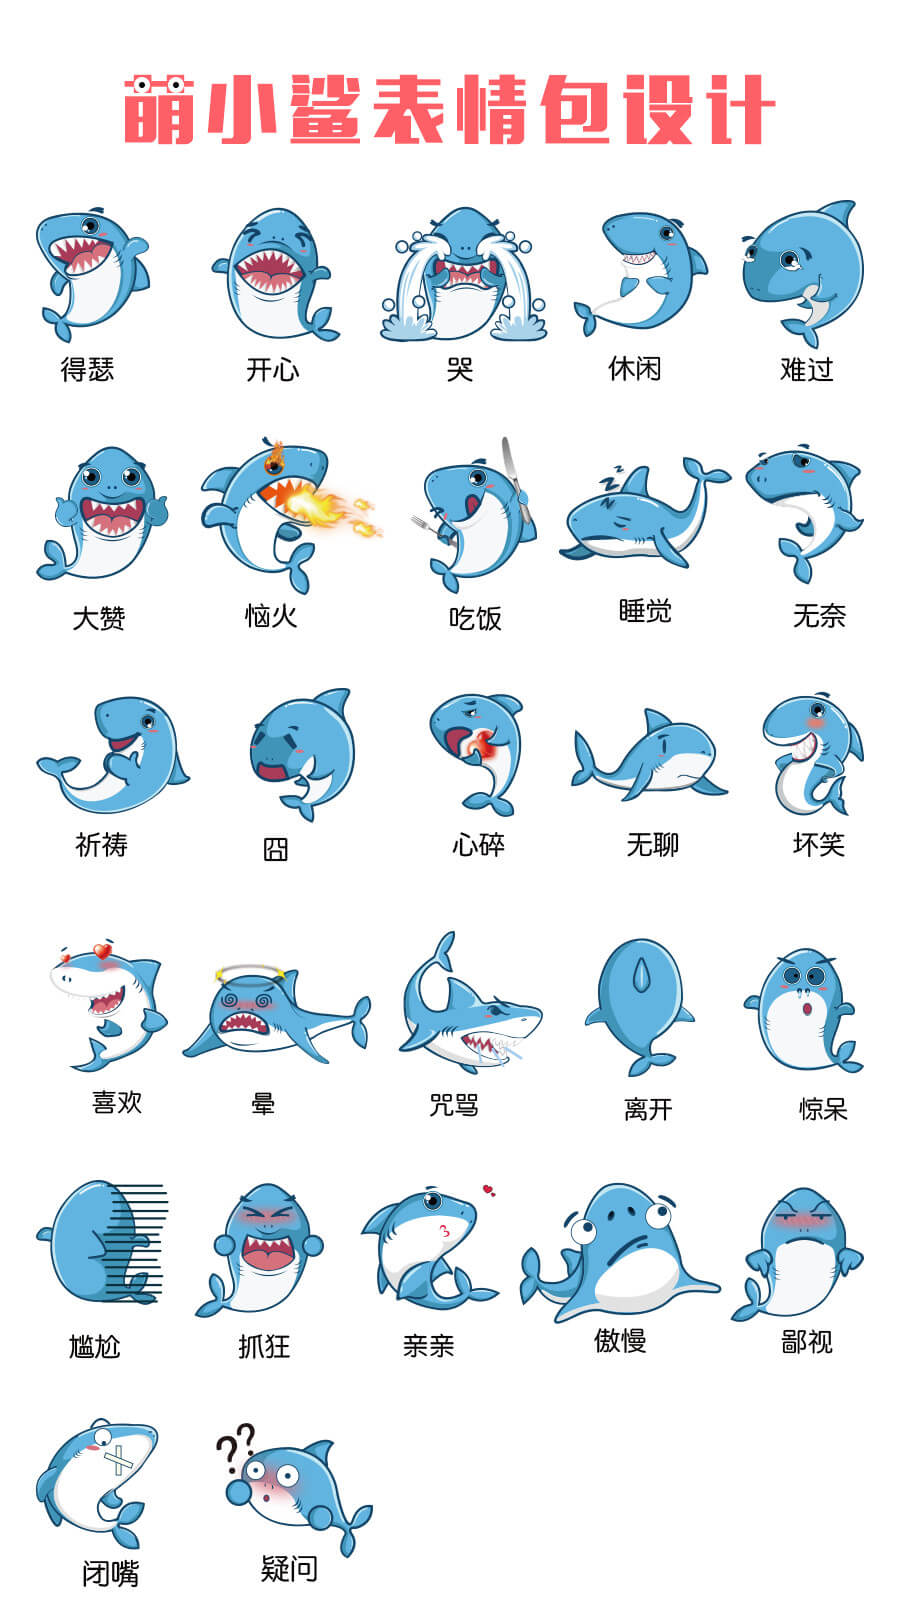 萌小鲨表情包设计
得瑟 开心 哭 休闲 难过
大赞 恼火 吃饭 睡觉 无奈
祈祷 囧 心碎 无聊 坏笑
喜欢 晕 咒骂 离开 惊呆
尴尬 抓狂 亲亲 傲慢 鄙视
??
闭嘴 疑问